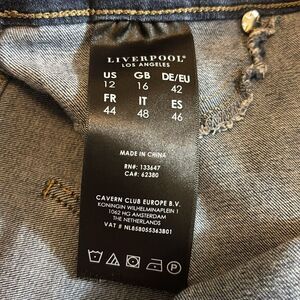 LIVERPOOL®
LOS ANGELES
US GB DE/EU
12 16 42
FR IT ES
44 48 46
MADE IN CHINA
RN#: 133647
CA#: 62380
CAVERN CLUB EUROPE B.V.
KONINGIN WILHELMINAPLEIN 1
1062 HG AMSTERDAM
THE NETHERLANDS
VAT # NL858055363B01
P